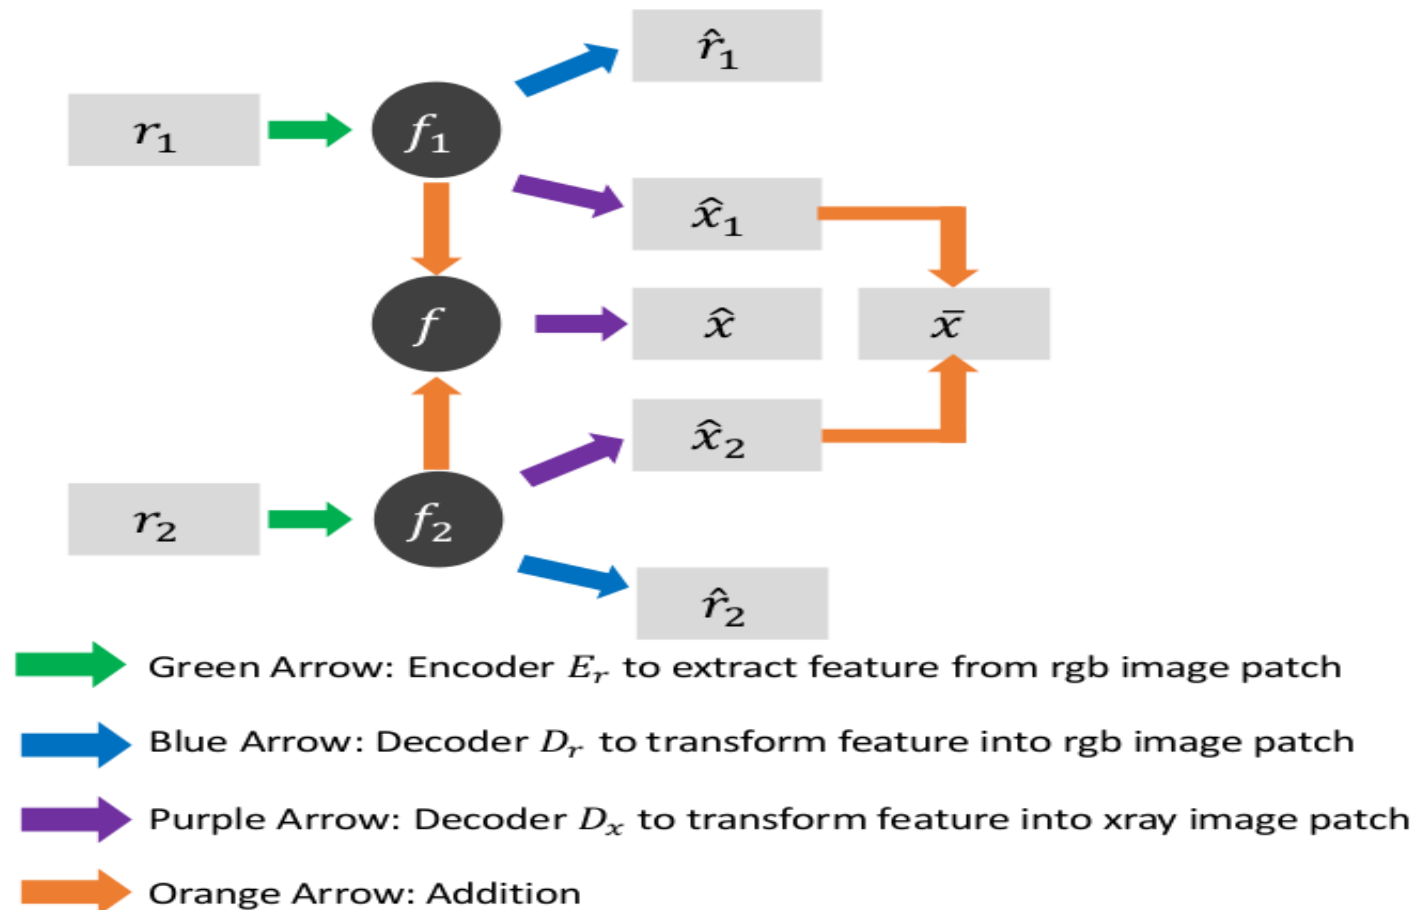 r̂₁
r₁
f₁
x̂₁
f
x̂
x̄
x̂₂
r₂
f₂
r̂₂
Green Arrow: Encoder Eᵣ to extract feature from rgb image patch
Blue Arrow: Decoder Dᵣ to transform feature into rgb image patch
Purple Arrow: Decoder Dₓ to transform feature into xray image patch
Orange Arrow: Addition